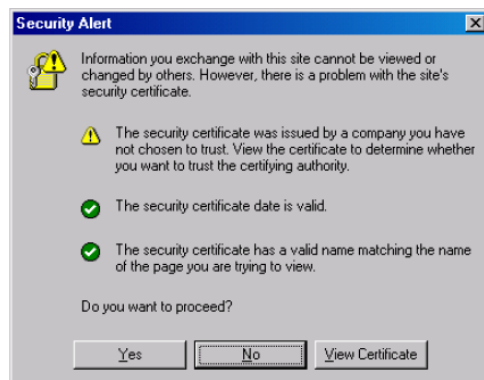 Security Alert
Information you exchange with this site cannot be viewed or
changed by others. However, there is a problem with the site's
security certificate.
The security certificate was issued by a company you have
not chosen to trust. View the certificate to determine whether
you want to trust the certifying authority.
The security certificate date is valid.
The security certificate has a valid name matching the name
of the page you are trying to view.
Do you want to proceed?
Yes No View Certificate